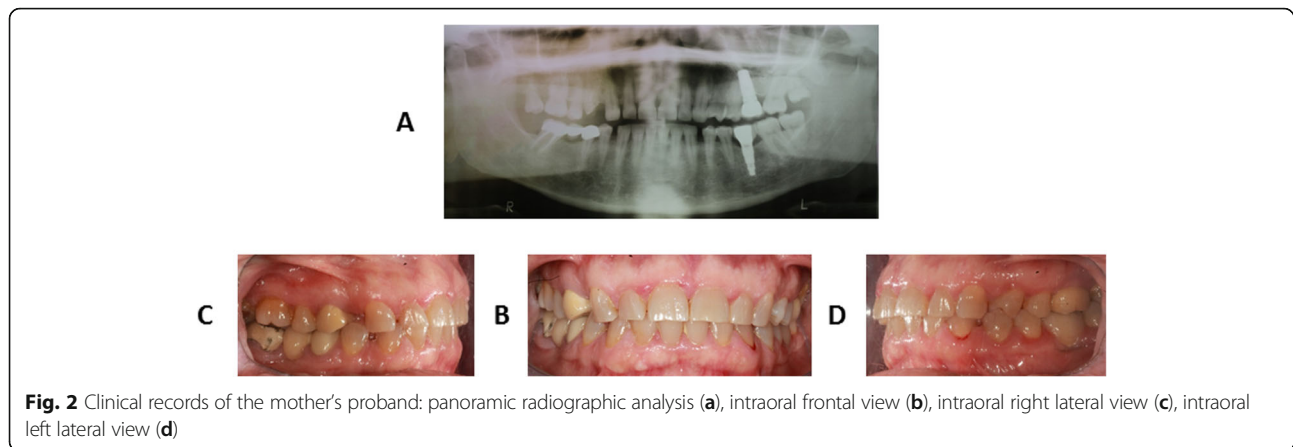 A
R
L
C
B
D
Fig. 2 Clinical records of the mother's proband: panoramic radiographic analysis (a), intraoral frontal view (b), intraoral right lateral view (c), intraoral
left lateral view (d)